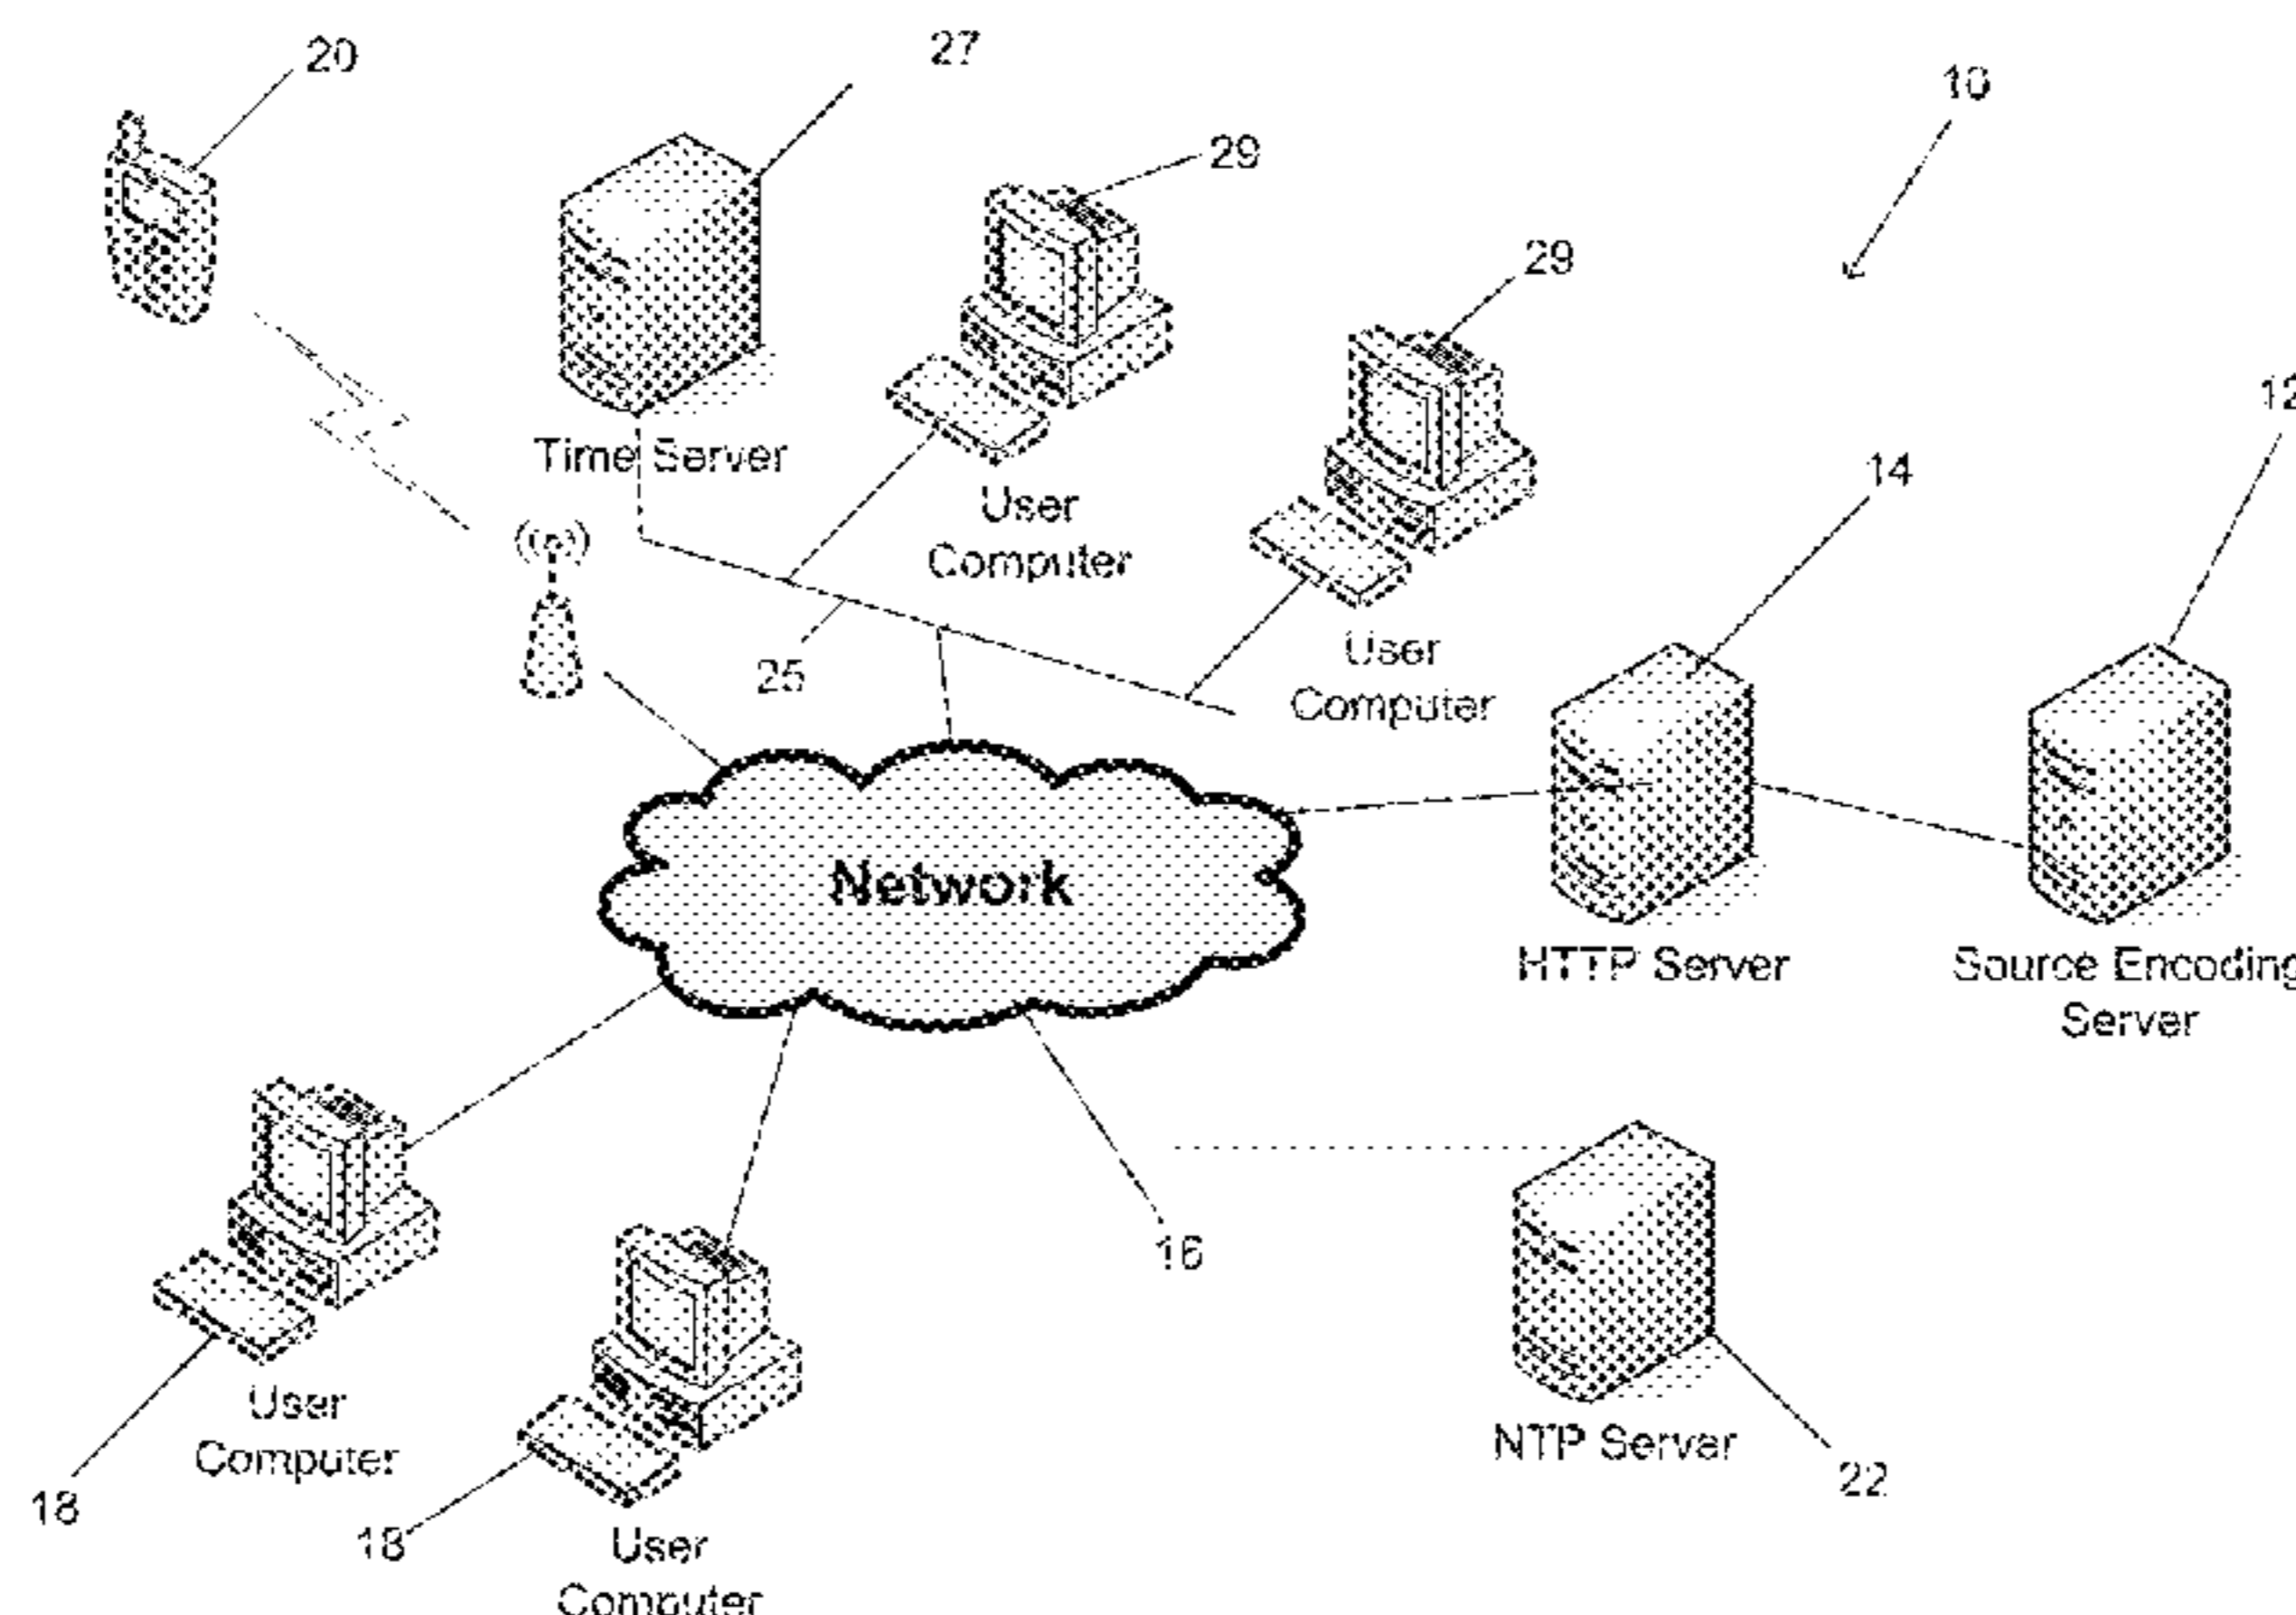 20
27
10
29
29
12
Time Server
14
User
Computer
25
User
Computer
Network
HTTP Server
Source Encoding
Server
16
User
Computer
NTP Server
22
18
18
User
Computer